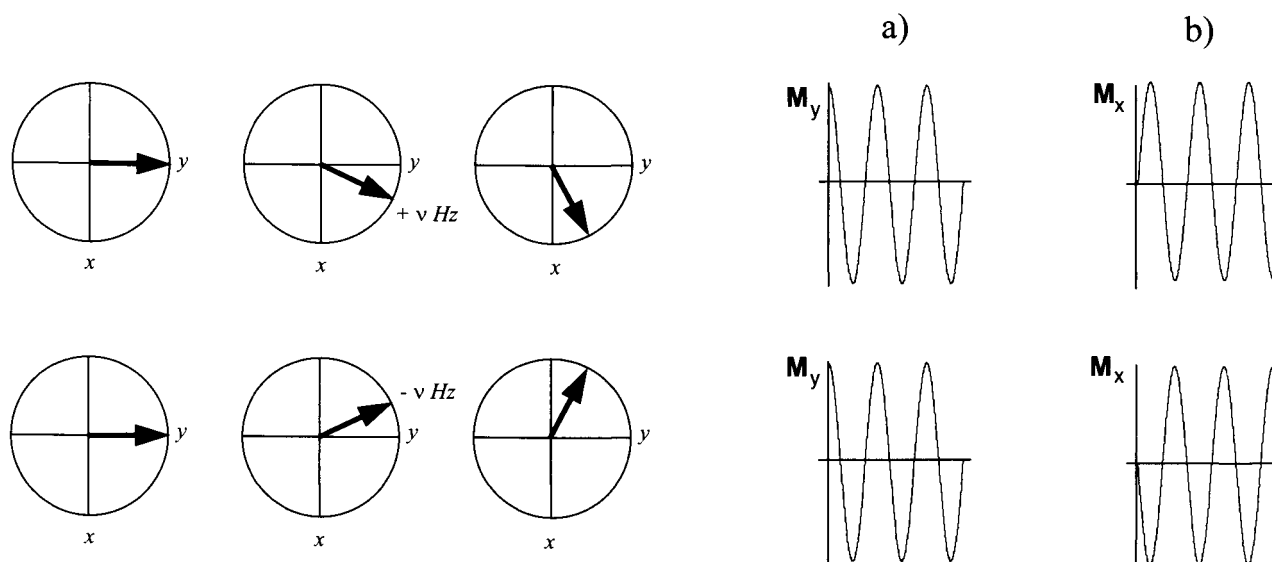 a) b)
y y y
+ ν Hz
x x x
M_y M_x
- ν Hz
y y y
x x x
M_y M_x